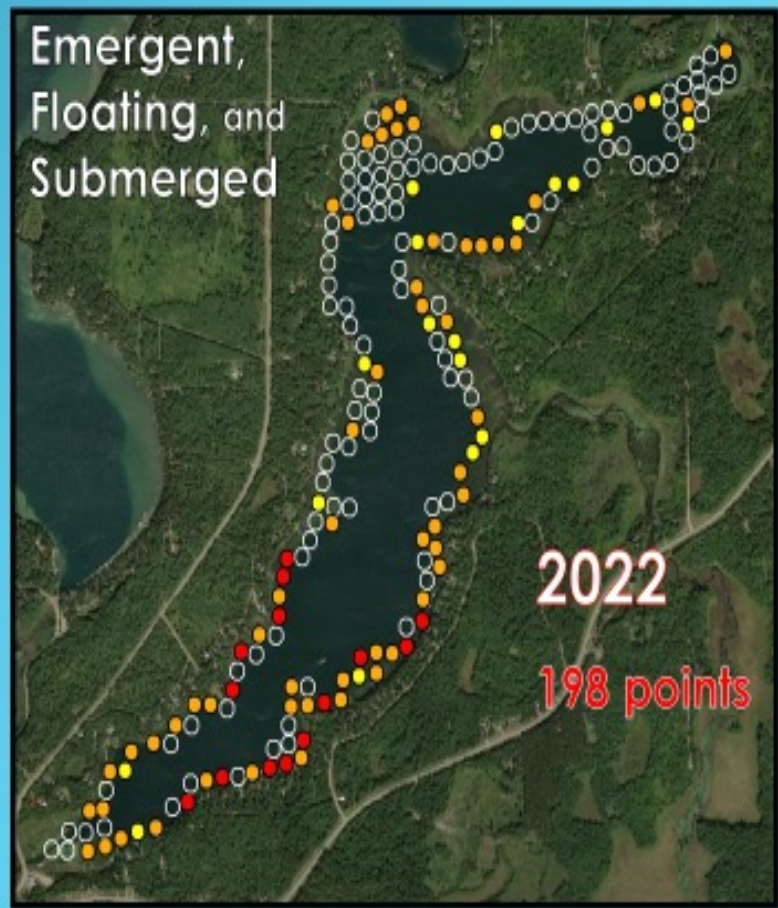 Emergent,
Floating, and
Submerged
2022
198 points